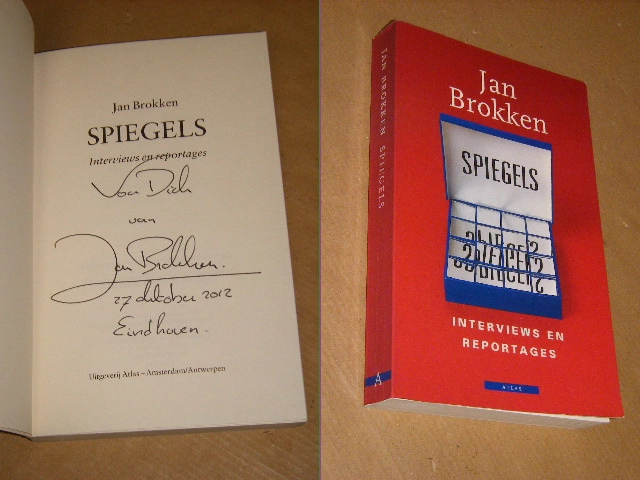 Jan Brokken
SPIEGELS
Interviews en reportages
Voor Dick
van
Jan Brokken.
27 oktober 2012
Eindhoven.
Uitgeverij Atlas – Amsterdam/Antwerpen
JAN BROKKEN SPIEGELS
A
Jan
Brokken
SPIEGELS
INTERVIEWS EN
REPORTAGES
ATLAS